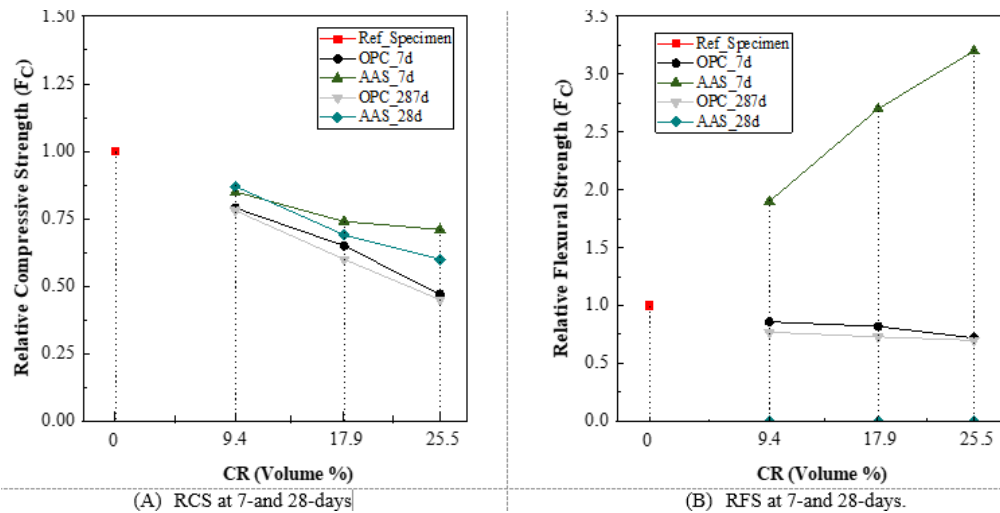 1.50
1.25
1.00
0.75
0.50
0.25
0.00
Relative Compressive Strength (FC)
Ref_Specimen
OPC_7d
AAS_7d
OPC_287d
AAS_28d
0 9.4 17.9 25.5
CR (Volume %)
(A) RCS at 7-and 28-days
3.5
3.0
2.5
2.0
1.5
1.0
0.5
0.0
Relative Flexural Strength (FC)
Ref_Specimen
OPC_7d
AAS_7d
OPC_287d
AAS_28d
0 9.4 17.9 25.5
CR (Volume %)
(B) RFS at 7-and 28-days.